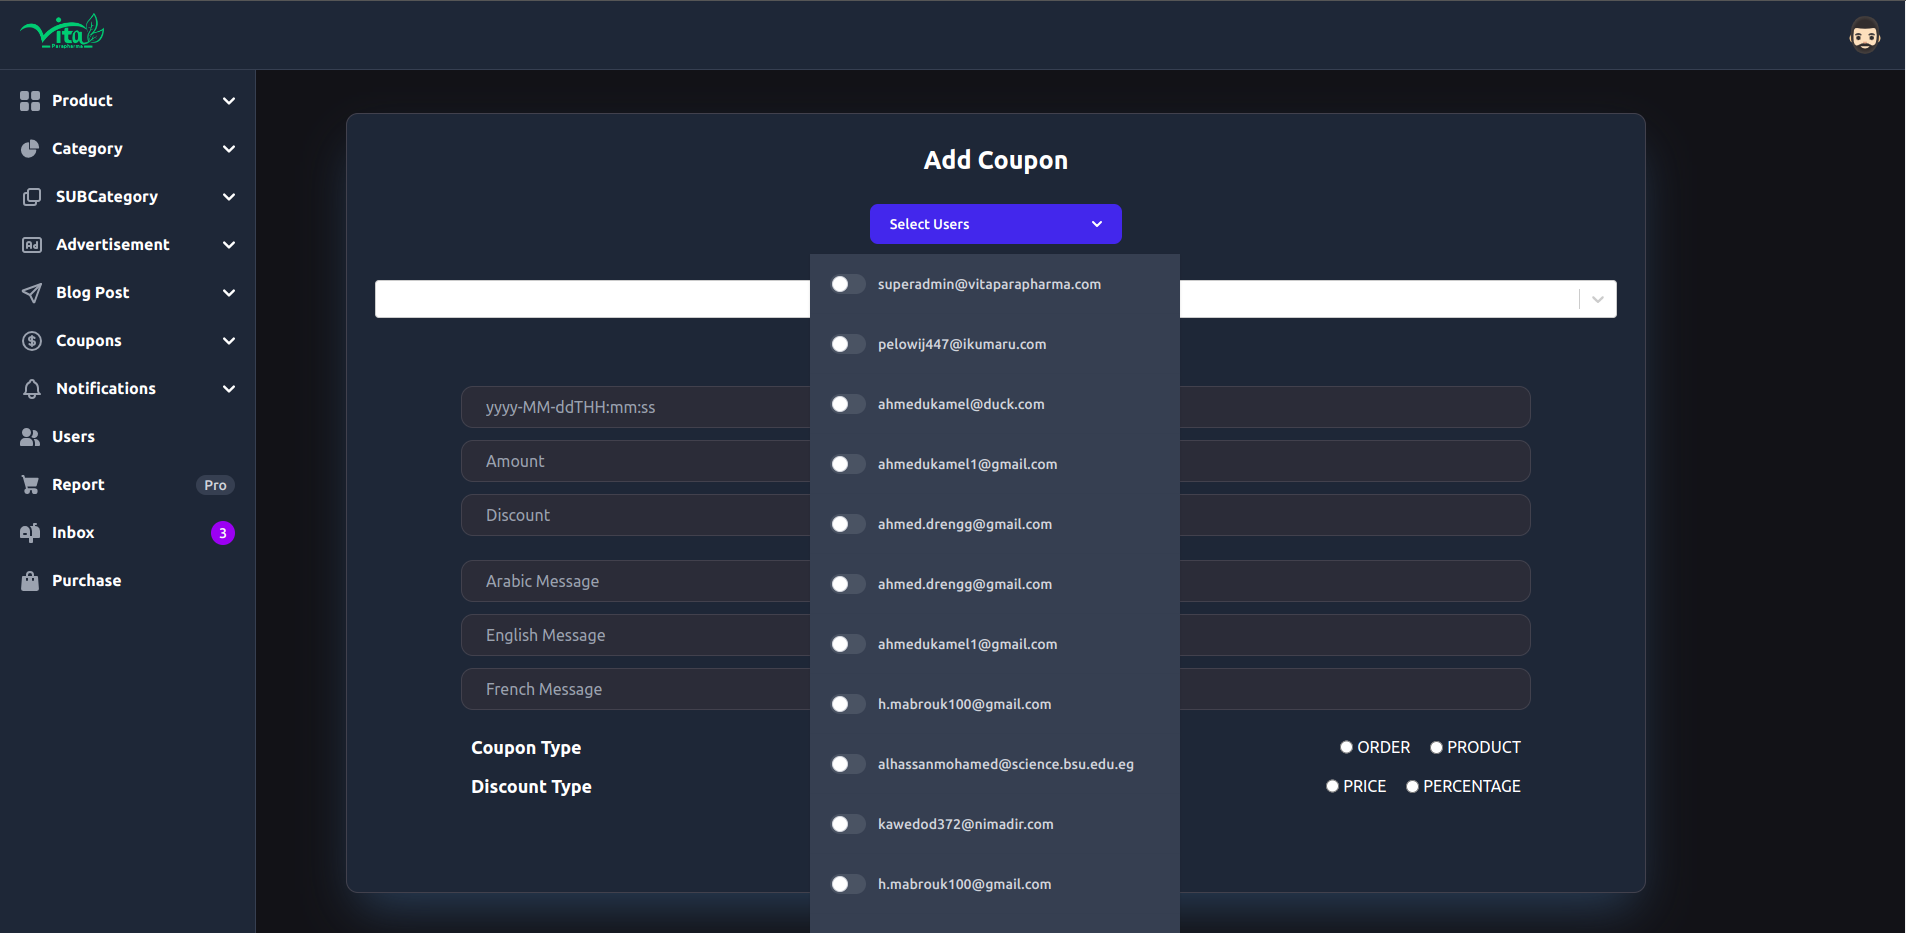 Vita
Parapharma
Product
Category
SUBCategory
Advertisement
Ad
Blog Post
Coupons
$
Notifications
Users
Report Pro
Inbox 3
Purchase
Add Coupon
Select Users
superadmin@vitaparapharma.com
pelowij447@ikumaru.com
ahmedukamel@duck.com
ahmedukamel1@gmail.com
ahmed.drengg@gmail.com
ahmed.drengg@gmail.com
ahmedukamel1@gmail.com
h.mabrouk100@gmail.com
alhassanmohamed@science.bsu.edu.eg
kawedod372@nimadir.com
h.mabrouk100@gmail.com
yyyy-MM-ddTHH:mm:ss
Amount
Discount
Arabic Message
English Message
French Message
Coupon Type ORDER PRODUCT
Discount Type PRICE PERCENTAGE